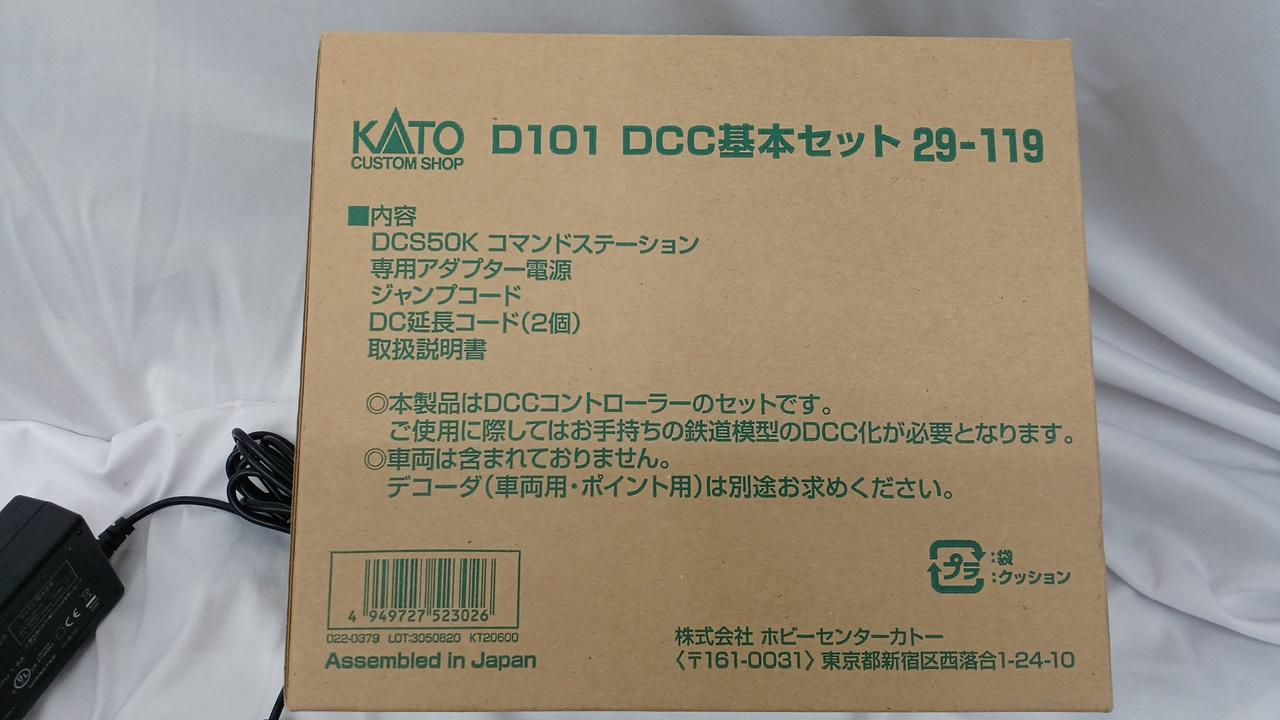 KATO
CUSTOM SHOP
D101 DCC基本セット 29-119
■内容
DCS50K コマンドステーション
専用アダプター電源
ジャンプコード
DC延長コード(2個)
取扱説明書
◎本製品はDCCコントローラーのセットです。
ご使用に際してはお手持ちの鉄道模型のDCC化が必要となります。
◎車両は含まれておりません。
デコーダ(車両用・ポイント用)は別途お求めください。
4 949727 523026
022-0379 LOT:3050620 KT20600
Assembled in Japan
プラ
:袋
:クッション
株式会社 ホビーセンターカトー
〈〒161-0031〉東京都新宿区西落合1-24-10